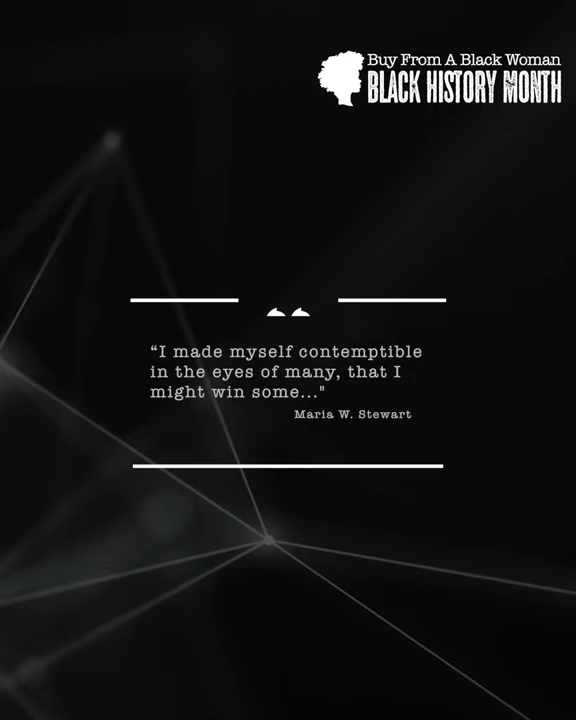 Buy From A Black Woman
BLACK HISTORY MONTH
“I made myself contemptible
in the eyes of many, that I
might win some..."
Maria W. Stewart